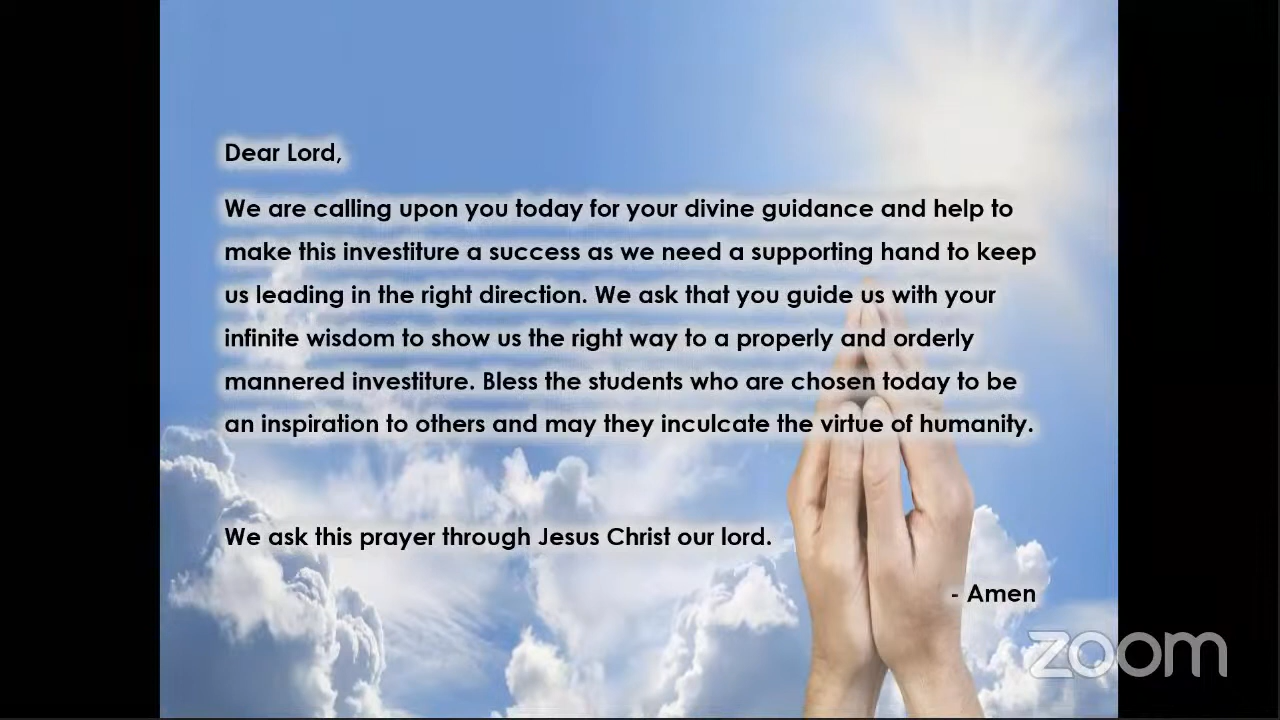 Dear Lord,
We are calling upon you today for your divine guidance and help to
make this investiture a success as we need a supporting hand to keep
us leading in the right direction. We ask that you guide us with your
infinite wisdom to show us the right way to a properly and orderly
mannered investiture. Bless the students who are chosen today to be
an inspiration to others and may they inculcate the virtue of humanity.
We ask this prayer through Jesus Christ our lord.
- Amen
zoom